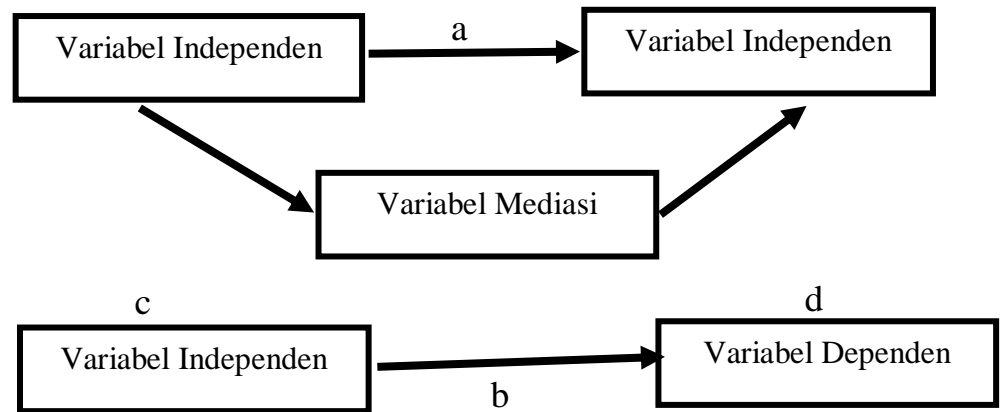 a
Variabel Independen
Variabel Independen
Variabel Mediasi
c
d
Variabel Independen
Variabel Dependen
b